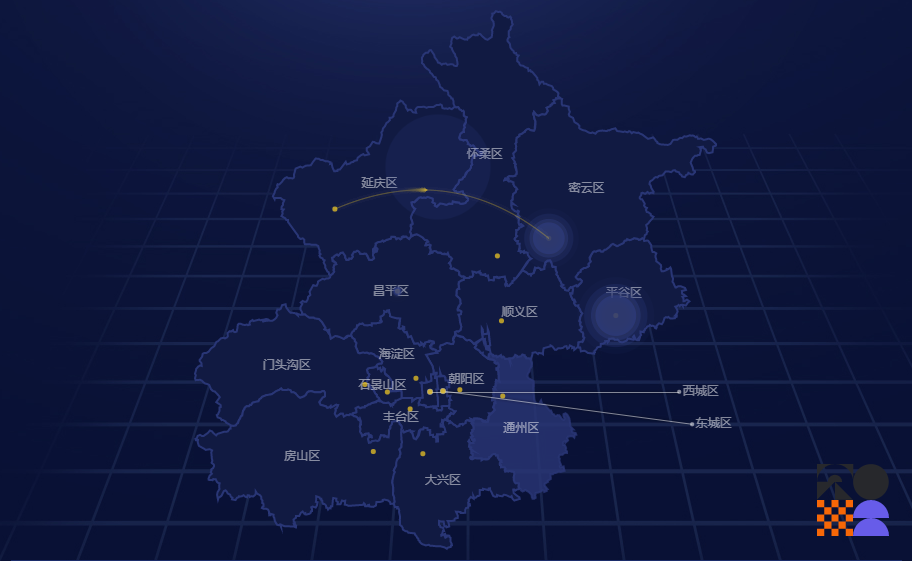 怀柔区
延庆区
密云区
昌平区
平谷区
顺义区
海淀区
门头沟区
石景山区
朝阳区
西城区
丰台区
东城区
通州区
房山区
大兴区